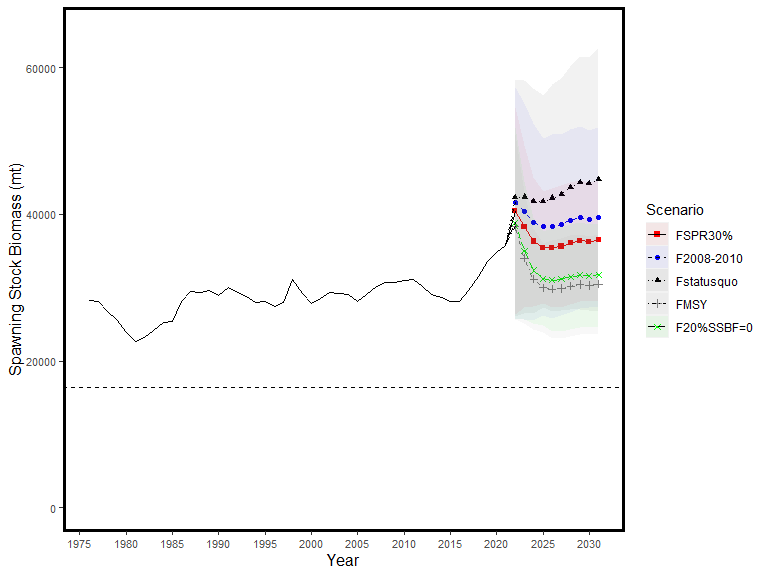 Spawning Stock Biomass (mt)
60000
40000
20000
0
1975 1980 1985 1990 1995 2000 2005 2010 2015 2020 2025 2030
Year
Scenario
FSPR30%
F2008-2010
Fstatusquo
FMSY
F20%SSBF=0